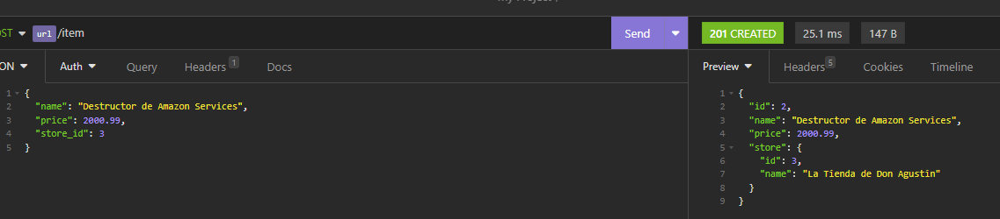 url /item Send 201 CREATED 25.1 ms 147 B
Auth Query Headers 1 Docs Preview Headers 5 Cookies Timeline
1 {
2 "name": "Destructor de Amazon Services",
3 "price": 2000.99,
4 "store_id": 3
5 }
1 {
2 "id": 2,
3 "name": "Destructor de Amazon Services",
4 "price": 2000.99,
5 "store": {
6 "id": 3,
7 "name": "La Tienda de Don Agustin"
8 }
9 }